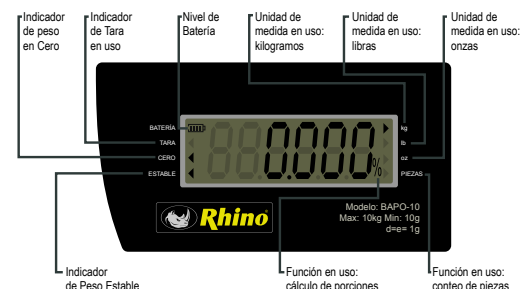 Indicador
de peso
en Cero
Indicador
de Tara
en uso
Nivel de
Batería
Unidad de
medida en uso:
kilogramos
Unidad de
medida en uso:
libras
Unidad de
medida en uso:
onzas
BATERÍA
TARA
CERO
ESTABLE
0.000
%
kg
lb
oz
PIEZAS
Rhino
Modelo: BAPO-10
Max: 10kg Min: 10g
d=e= 1g
Indicador
de Peso Estable
Función en uso:
cálculo de porciones
Función en uso:
conteo de piezas